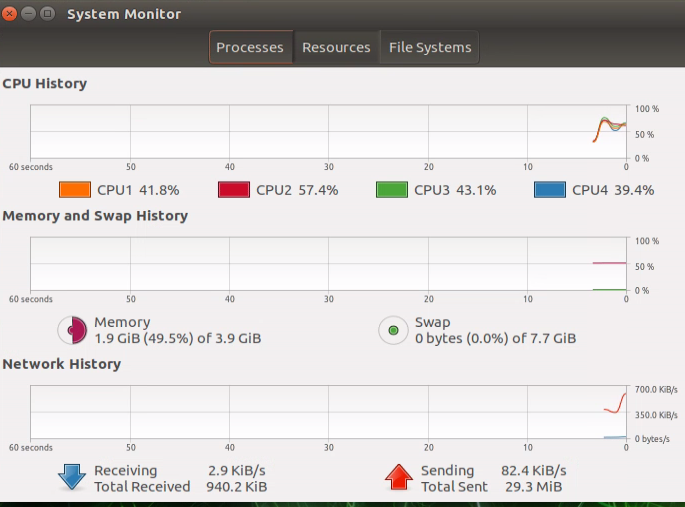 System Monitor
Processes Resources File Systems
CPU History
100 %
50 %
0 %
60 seconds 50 40 30 20 10 0
CPU1 41.8% CPU2 57.4% CPU3 43.1% CPU4 39.4%
Memory and Swap History
100 %
50 %
0 %
60 seconds 50 40 30 20 10 0
Memory
1.9 GiB (49.5%) of 3.9 GiB
Swap
0 bytes (0.0%) of 7.7 GiB
Network History
700.0 KiB/s
350.0 KiB/s
0 bytes/s
60 seconds 50 40 30 20 10 0
Receiving 2.9 KiB/s
Total Received 940.2 KiB
Sending 82.4 KiB/s
Total Sent 29.3 MiB